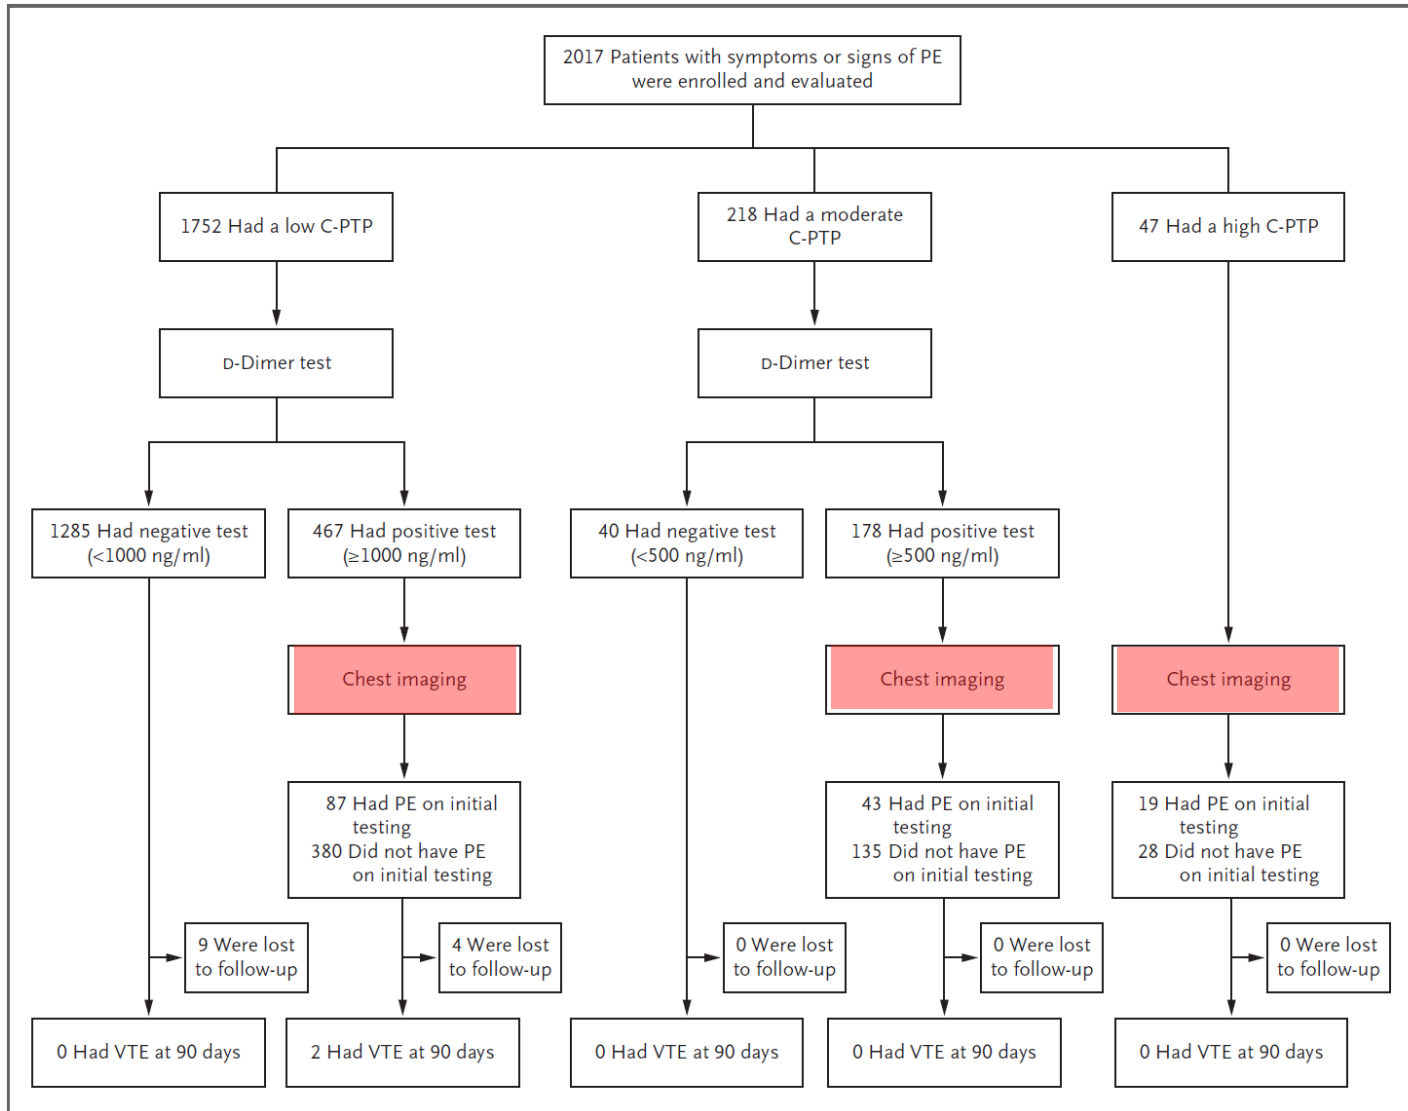 2017 Patients with symptoms or signs of PE
were enrolled and evaluated
1752 Had a low C-PTP
218 Had a moderate
C-PTP
47 Had a high C-PTP
D-Dimer test
D-Dimer test
1285 Had negative test
(<1000 ng/ml)
467 Had positive test
(≥1000 ng/ml)
40 Had negative test
(<500 ng/ml)
178 Had positive test
(≥500 ng/ml)
Chest imaging
Chest imaging
Chest imaging
87 Had PE on initial
testing
380 Did not have PE
on initial testing
43 Had PE on initial
testing
135 Did not have PE
on initial testing
19 Had PE on initial
testing
28 Did not have PE
on initial testing
9 Were lost
to follow-up
4 Were lost
to follow-up
0 Were lost
to follow-up
0 Were lost
to follow-up
0 Were lost
to follow-up
0 Had VTE at 90 days
2 Had VTE at 90 days
0 Had VTE at 90 days
0 Had VTE at 90 days
0 Had VTE at 90 days